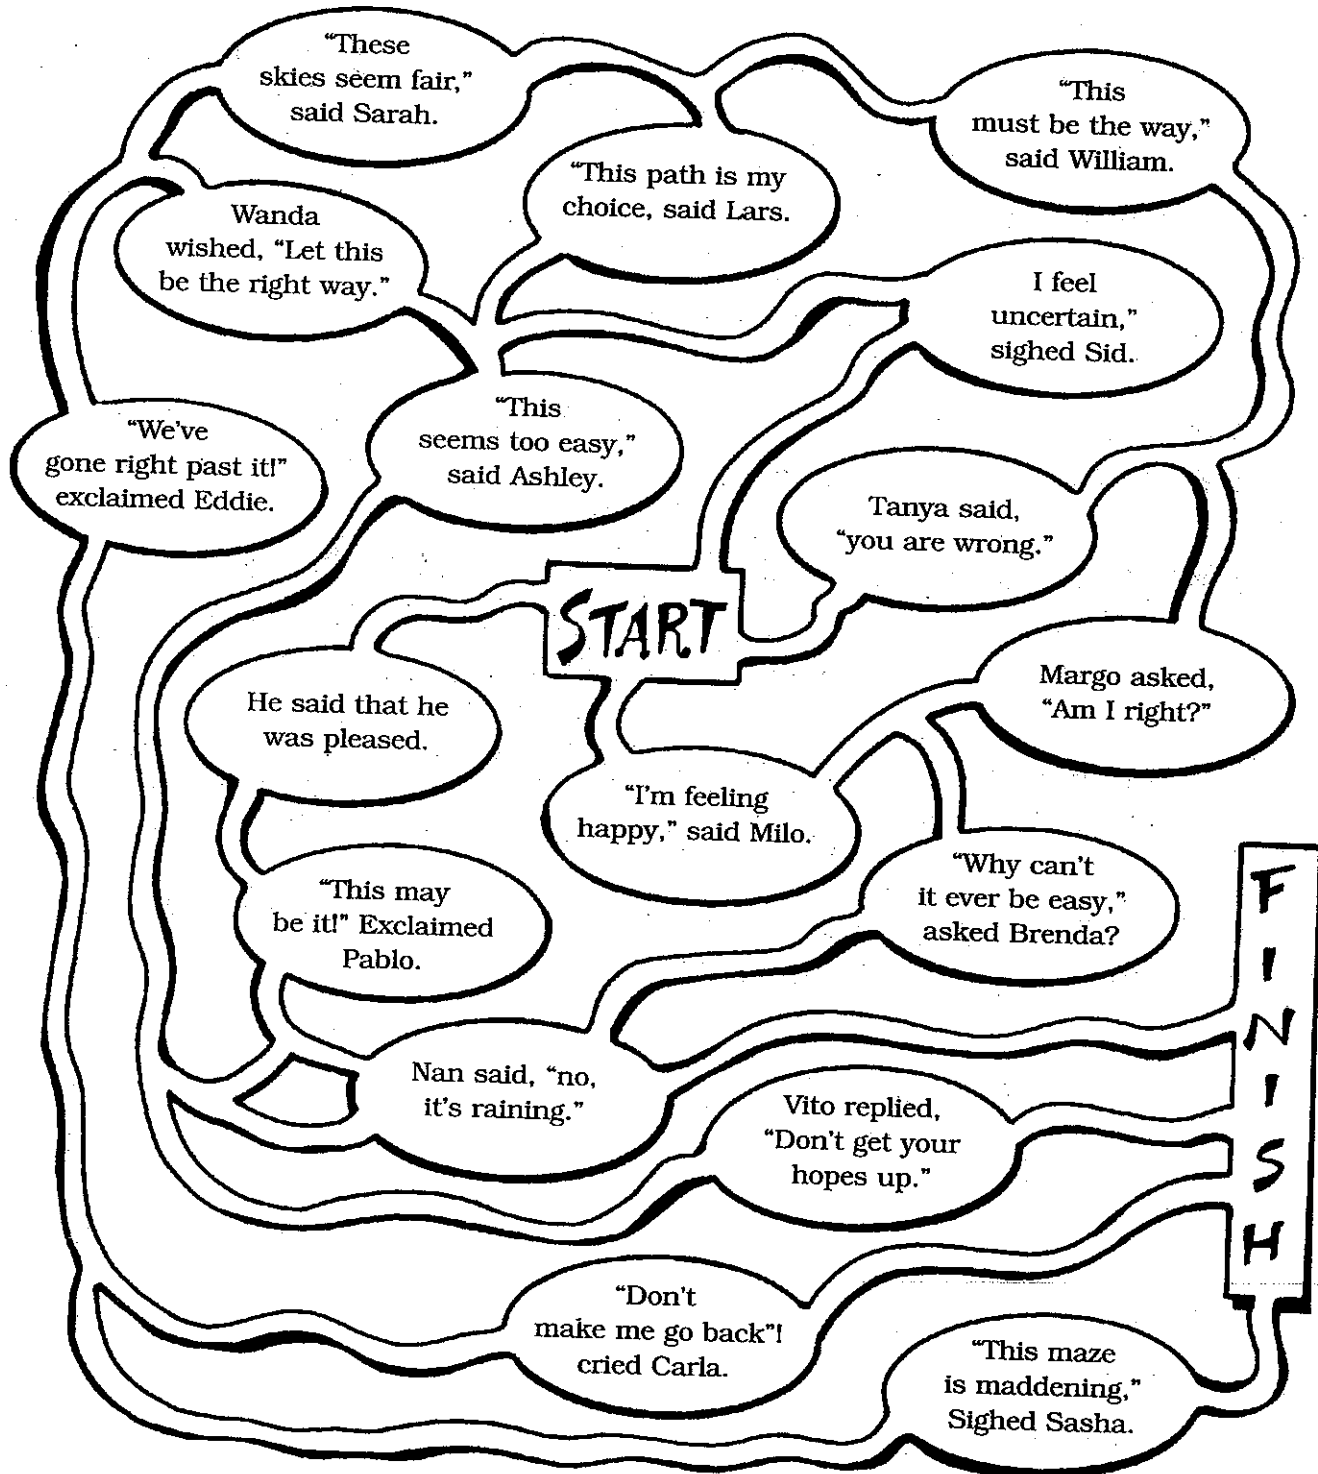 “These
skies seem fair,”
said Sarah.
“This
must be the way,”
said William.
“This path is my
choice, said Lars.
Wanda
wished, “Let this
be the right way.”
I feel
uncertain,”
sighed Sid.
“This
seems too easy,”
said Ashley.
“We've
gone right past it!”
exclaimed Eddie.
Tanya said,
“you are wrong.”
START
He said that he
was pleased.
Margo asked,
“Am I right?”
“I'm feeling
happy,” said Milo.
“Why can't
it ever be easy,”
asked Brenda?
“This may
be it!” Exclaimed
Pablo.
Nan said, “no,
it's raining.”
Vito replied,
“Don't get your
hopes up.”
FINISH
“Don't
make me go back”!
cried Carla.
“This maze
is maddening,”
Sighed Sasha.